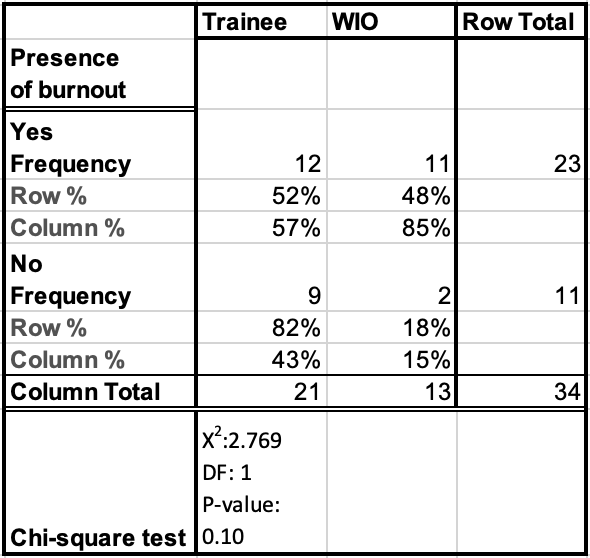 Trainee WIO Row Total
Presence
of burnout
Yes
Frequency 12 11 23
Row % 52% 48%
Column % 57% 85%
No
Frequency 9 2 11
Row % 82% 18%
Column % 43% 15%
Column Total 21 13 34
X²:2.769
DF: 1
P-value:
Chi-square test 0.10